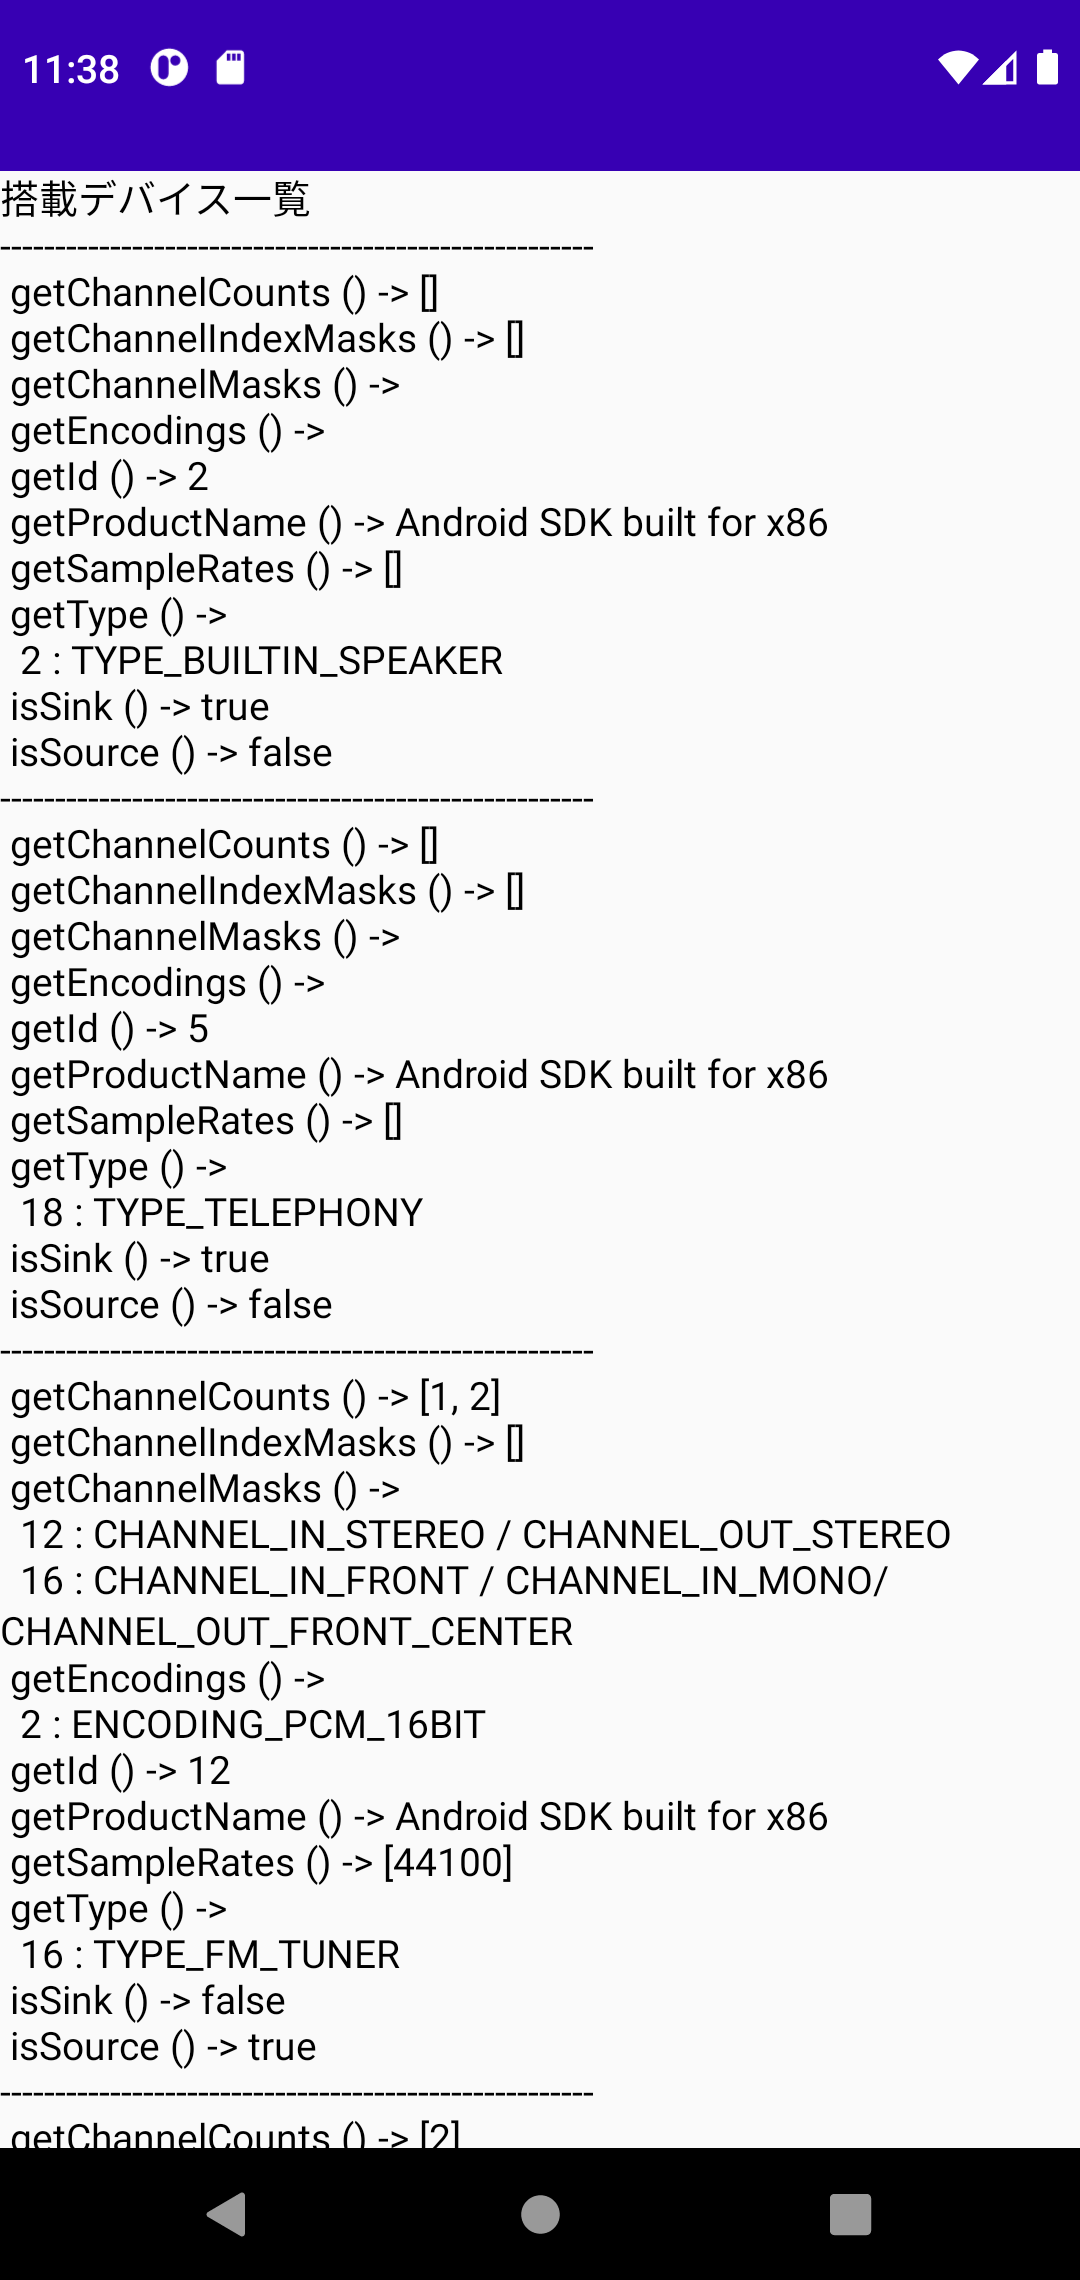 11:38
搭載デバイス一覧
------------------------------------------------------
getChannelCounts () -> []
getChannelIndexMasks () -> []
getChannelMasks () ->
getEncodings () ->
getId () -> 2
getProductName () -> Android SDK built for x86
getSampleRates () -> []
getType () ->
2 : TYPE_BUILTIN_SPEAKER
isSink () -> true
isSource () -> false
------------------------------------------------------
getChannelCounts () -> []
getChannelIndexMasks () -> []
getChannelMasks () ->
getEncodings () ->
getId () -> 5
getProductName () -> Android SDK built for x86
getSampleRates () -> []
getType () ->
18 : TYPE_TELEPHONY
isSink () -> true
isSource () -> false
------------------------------------------------------
getChannelCounts () -> [1, 2]
getChannelIndexMasks () -> []
getChannelMasks () ->
12 : CHANNEL_IN_STEREO / CHANNEL_OUT_STEREO
16 : CHANNEL_IN_FRONT / CHANNEL_IN_MONO/
CHANNEL_OUT_FRONT_CENTER
getEncodings () ->
2 : ENCODING_PCM_16BIT
getId () -> 12
getProductName () -> Android SDK built for x86
getSampleRates () -> [44100]
getType () ->
16 : TYPE_FM_TUNER
isSink () -> false
isSource () -> true
------------------------------------------------------
getChannelCounts () -> [2]